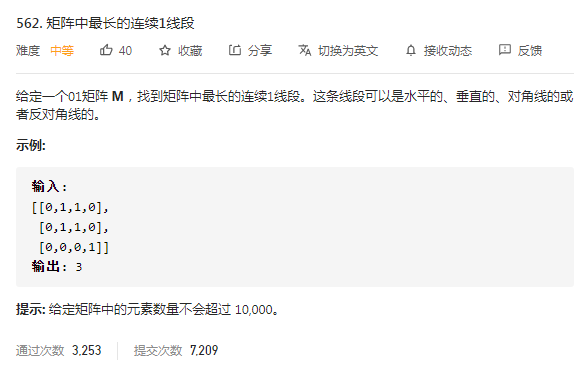 562. 矩阵中最长的连续1线段
难度 中等 40 收藏 分享 切换为英文 接收动态 反馈
给定一个01矩阵 M，找到矩阵中最长的连续1线段。这条线段可以是水平的、垂直的、对角线的或
者反对角线的。
示例:
输入:
[[0,1,1,0],
[0,1,1,0],
[0,0,0,1]]
输出: 3
提示: 给定矩阵中的元素数量不会超过 10,000。
通过次数 3,253 提交次数 7,209